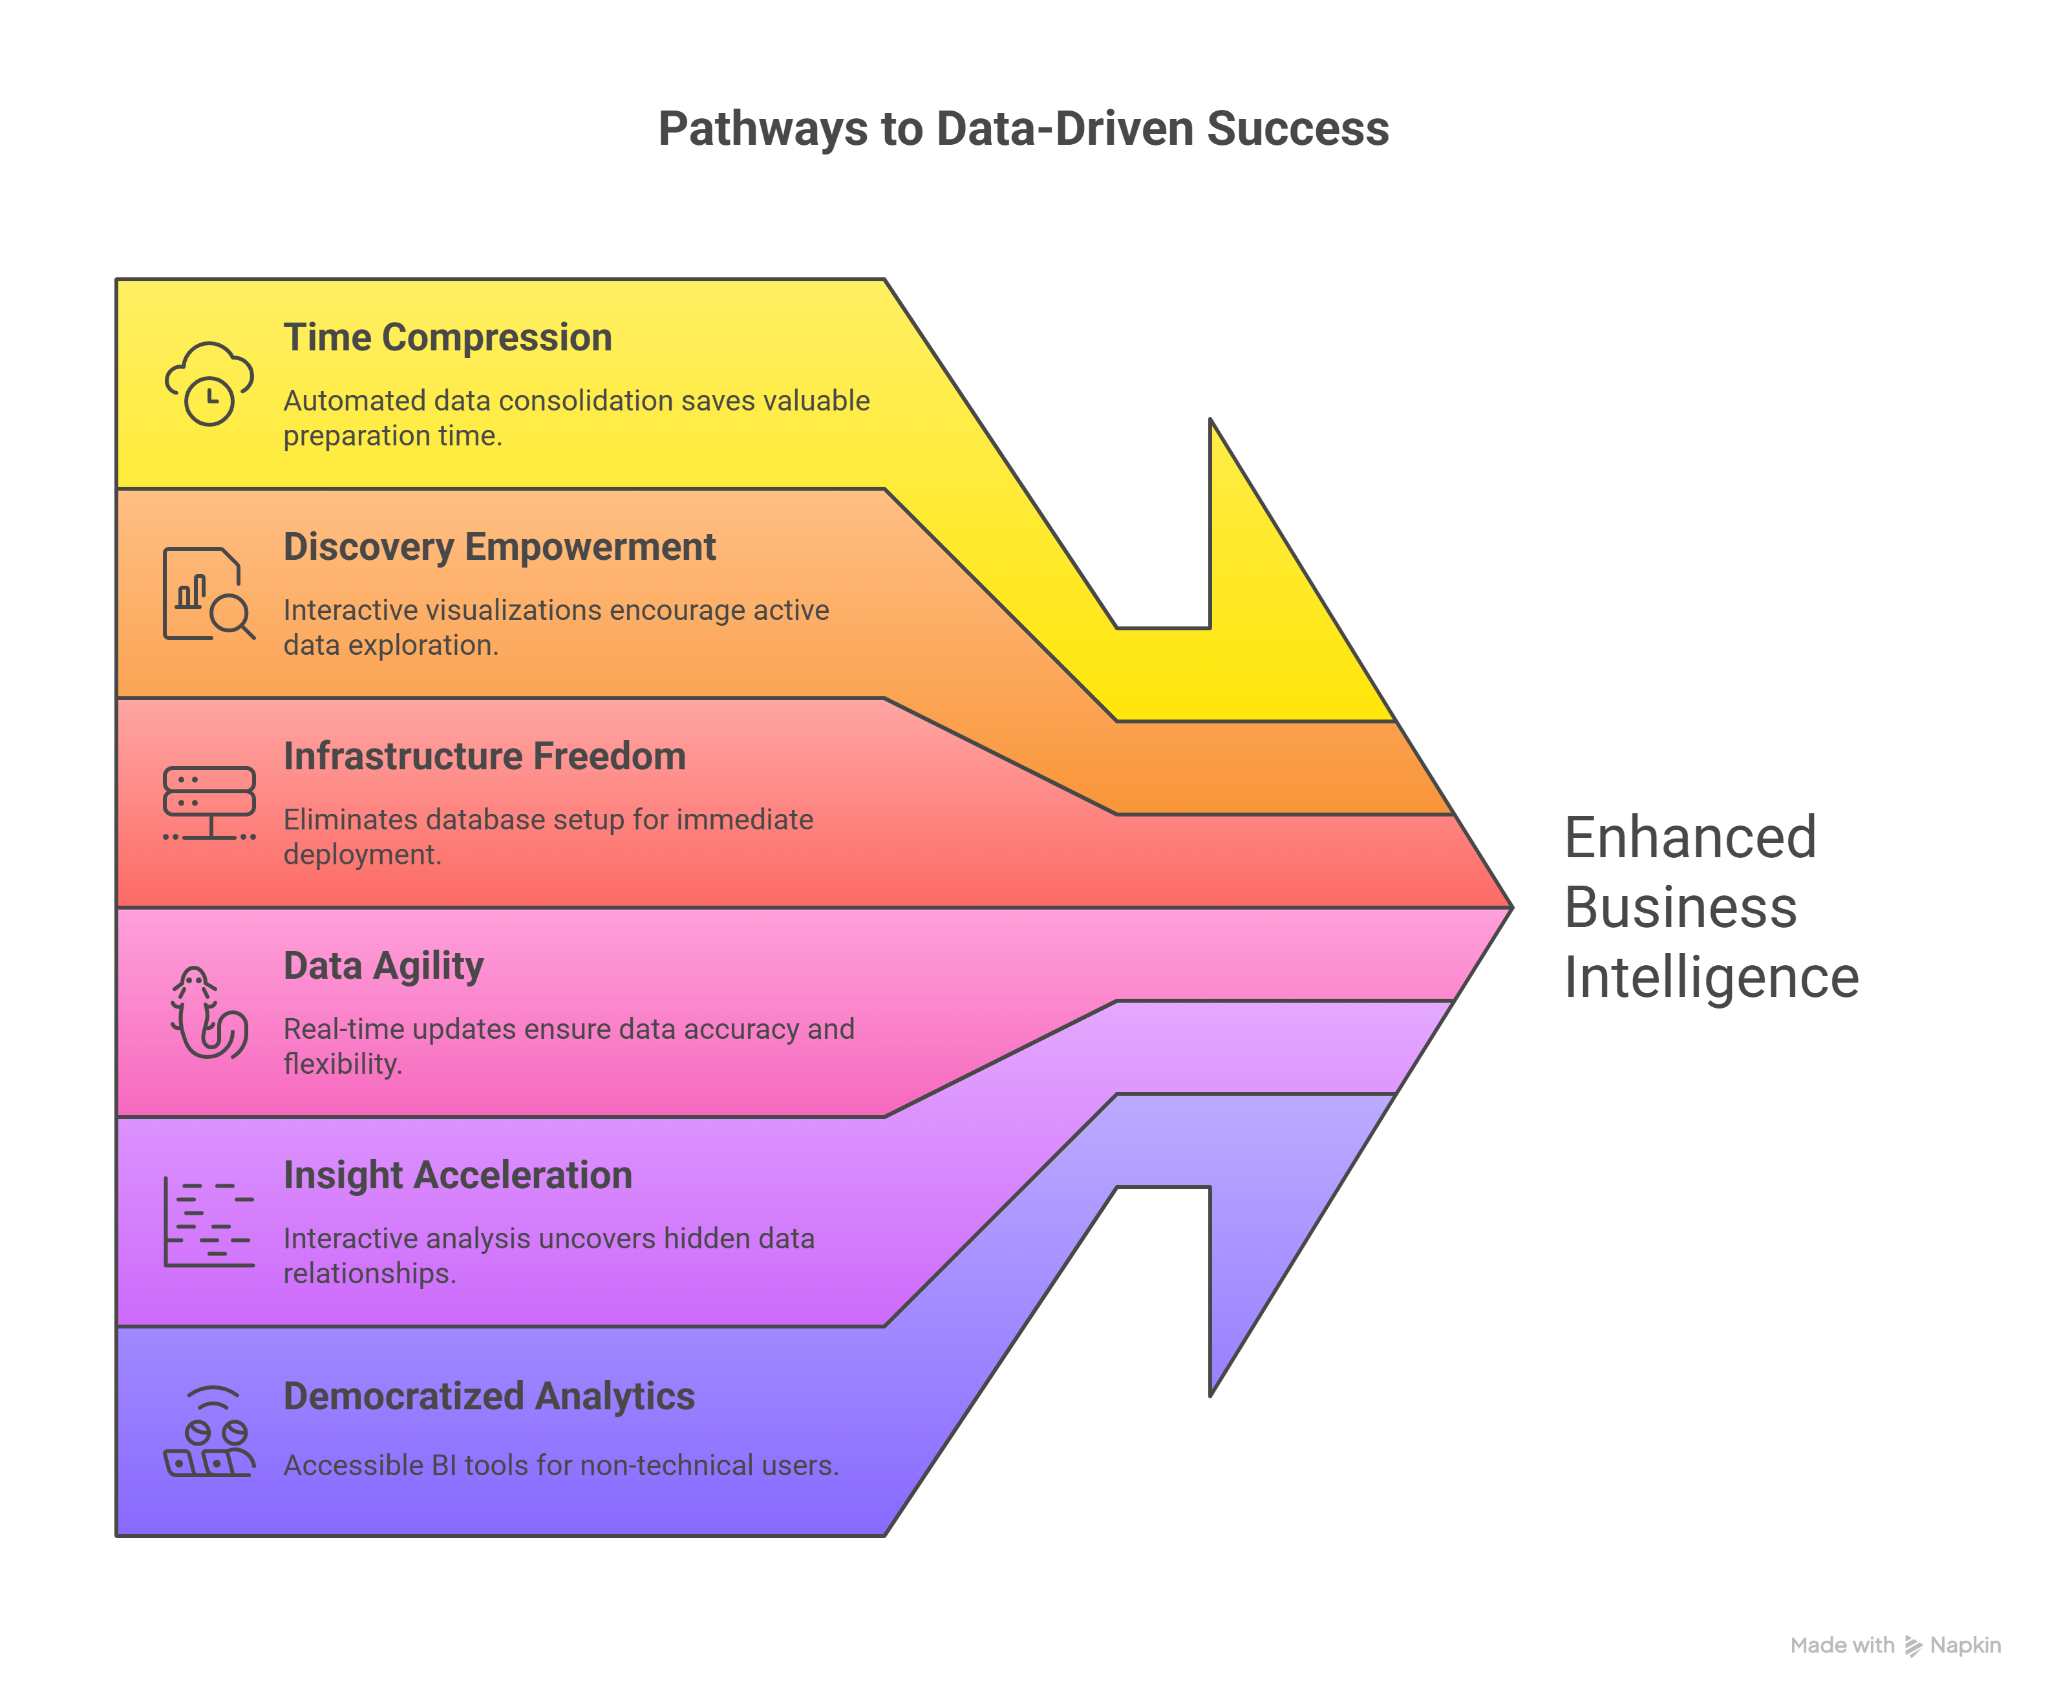 Pathways to Data-Driven Success
Time Compression
Automated data consolidation saves valuable
preparation time.
Discovery Empowerment
Interactive visualizations encourage active
data exploration.
Infrastructure Freedom
Eliminates database setup for immediate
deployment.
Data Agility
Real-time updates ensure data accuracy and
flexibility.
Insight Acceleration
Interactive analysis uncovers hidden data
relationships.
Democratized Analytics
Accessible BI tools for non-technical users.
Enhanced
Business
Intelligence
Made with Napkin